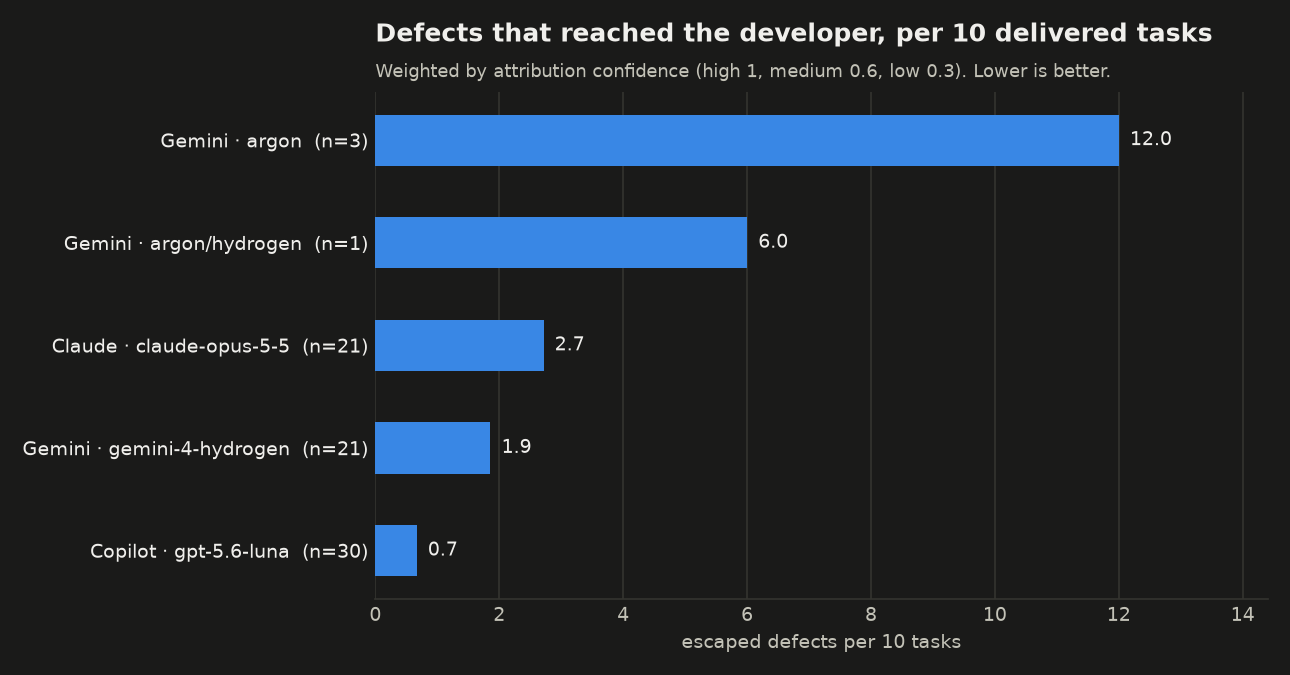 Defects that reached the developer, per 10 delivered tasks
Weighted by attribution confidence (high 1, medium 0.6, low 0.3). Lower is better.
Gemini · argon (n=3)
12.0
Gemini · argon/hydrogen (n=1)
6.0
Claude · claude-opus-5-5 (n=21)
2.7
Gemini · gemini-4-hydrogen (n=21)
1.9
Copilot · gpt-5.6-luna (n=30)
0.7
0 2 4 6 8 10 12 14
escaped defects per 10 tasks